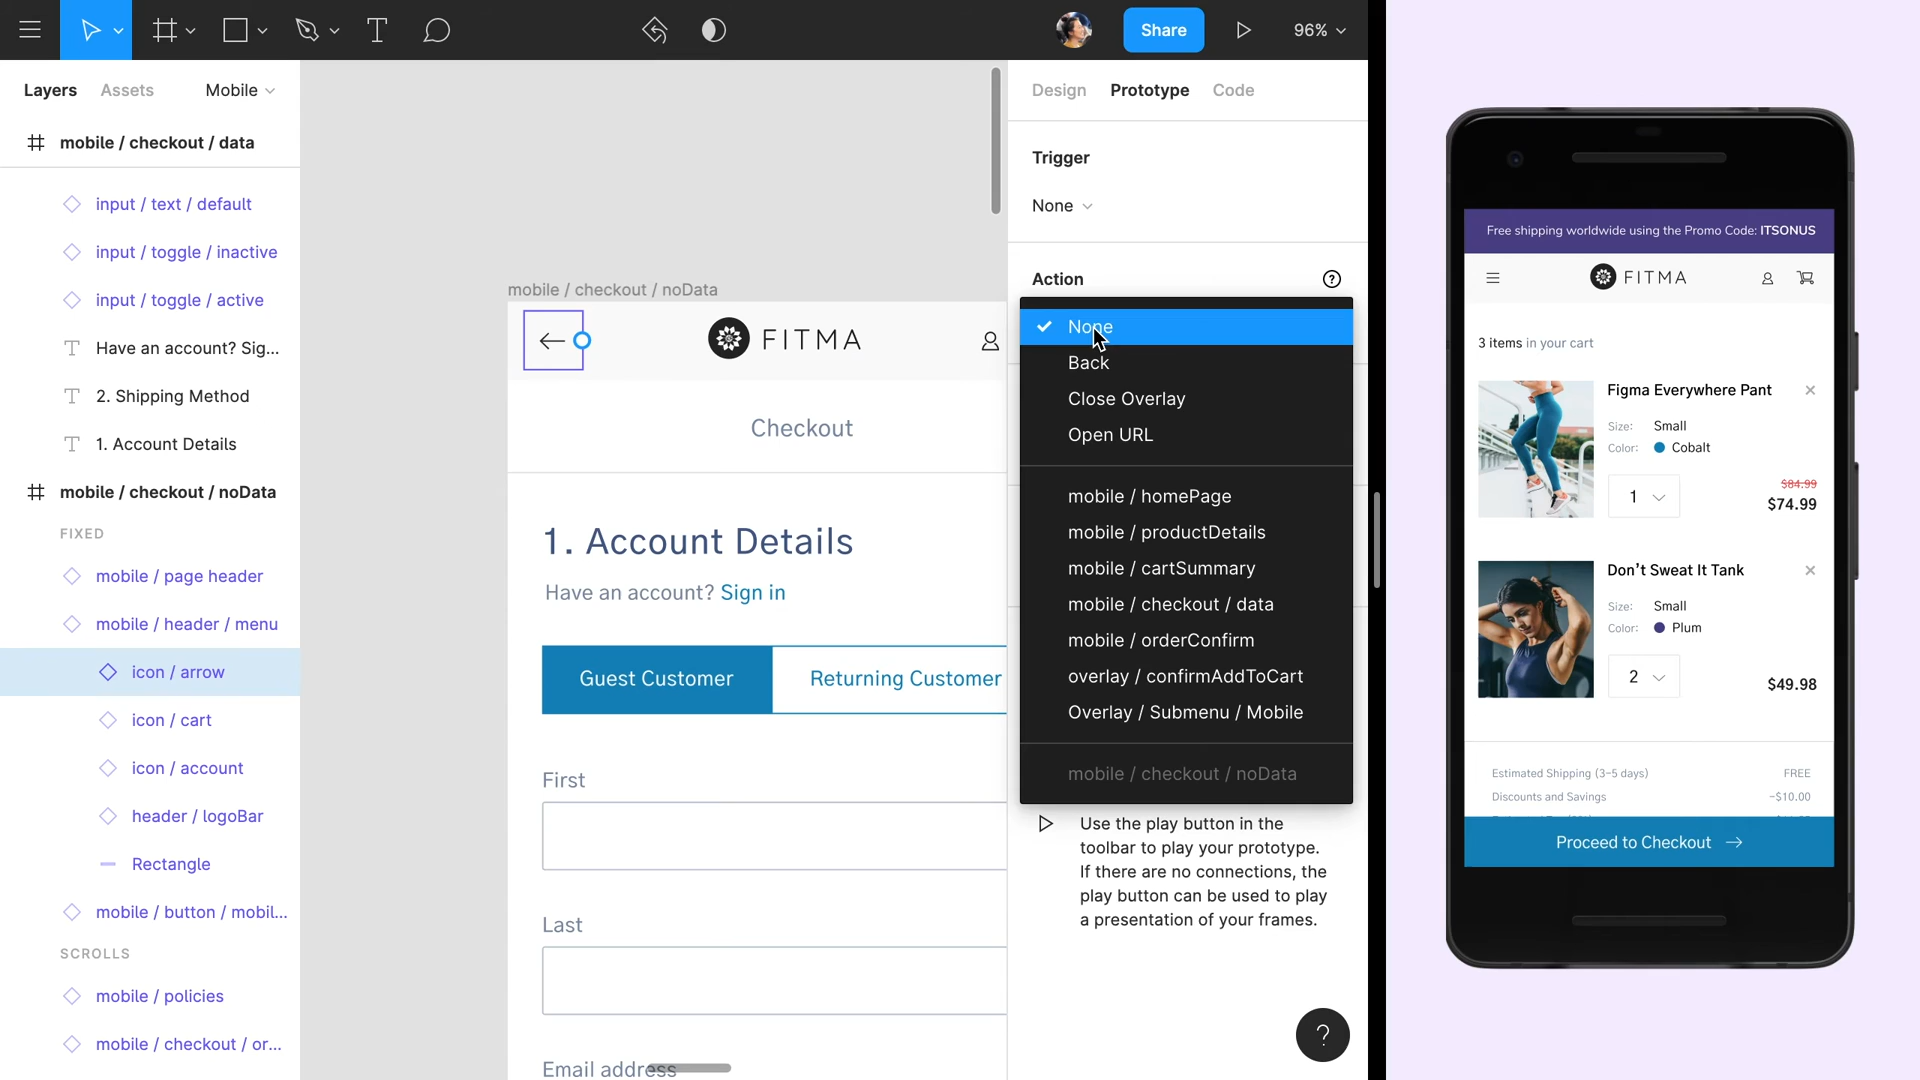 Share
96%
Layers
Assets
Mobile
mobile / checkout / data
input / text / default
input / toggle / inactive
input / toggle / active
Have an account? Sig...
2. Shipping Method
1. Account Details
mobile / checkout / noData
FIXED
mobile / page header
mobile / header / menu
icon / arrow
icon / cart
icon / account
header / logoBar
Rectangle
mobile / button / mobil...
SCROLLS
mobile / policies
mobile / checkout / or...
mobile / checkout / noData
FITMA
Checkout
1. Account Details
Have an account? Sign in
Guest Customer
Returning Customer
First
Last
Email address
Design
Prototype
Code
Trigger
None
Action
None
Back
Close Overlay
Open URL
mobile / homePage
mobile / productDetails
mobile / cartSummary
mobile / checkout / data
mobile / orderConfirm
overlay / confirmAddToCart
Overlay / Submenu / Mobile
mobile / checkout / noData
Use the play button in the
toolbar to play your prototype.
If there are no connections, the
play button can be used to play
a presentation of your frames.
?
Free shipping worldwide using the Promo Code: ITSONUS
FITMA
3 items in your cart
Figma Everywhere Pant
Size: Small
Color: Cobalt
1
$84.99
$74.99
Don't Sweat It Tank
Size: Small
Color: Plum
2
$49.98
Estimated Shipping (3-5 days) FREE
Discounts and Savings -$10.00
Proceed to Checkout